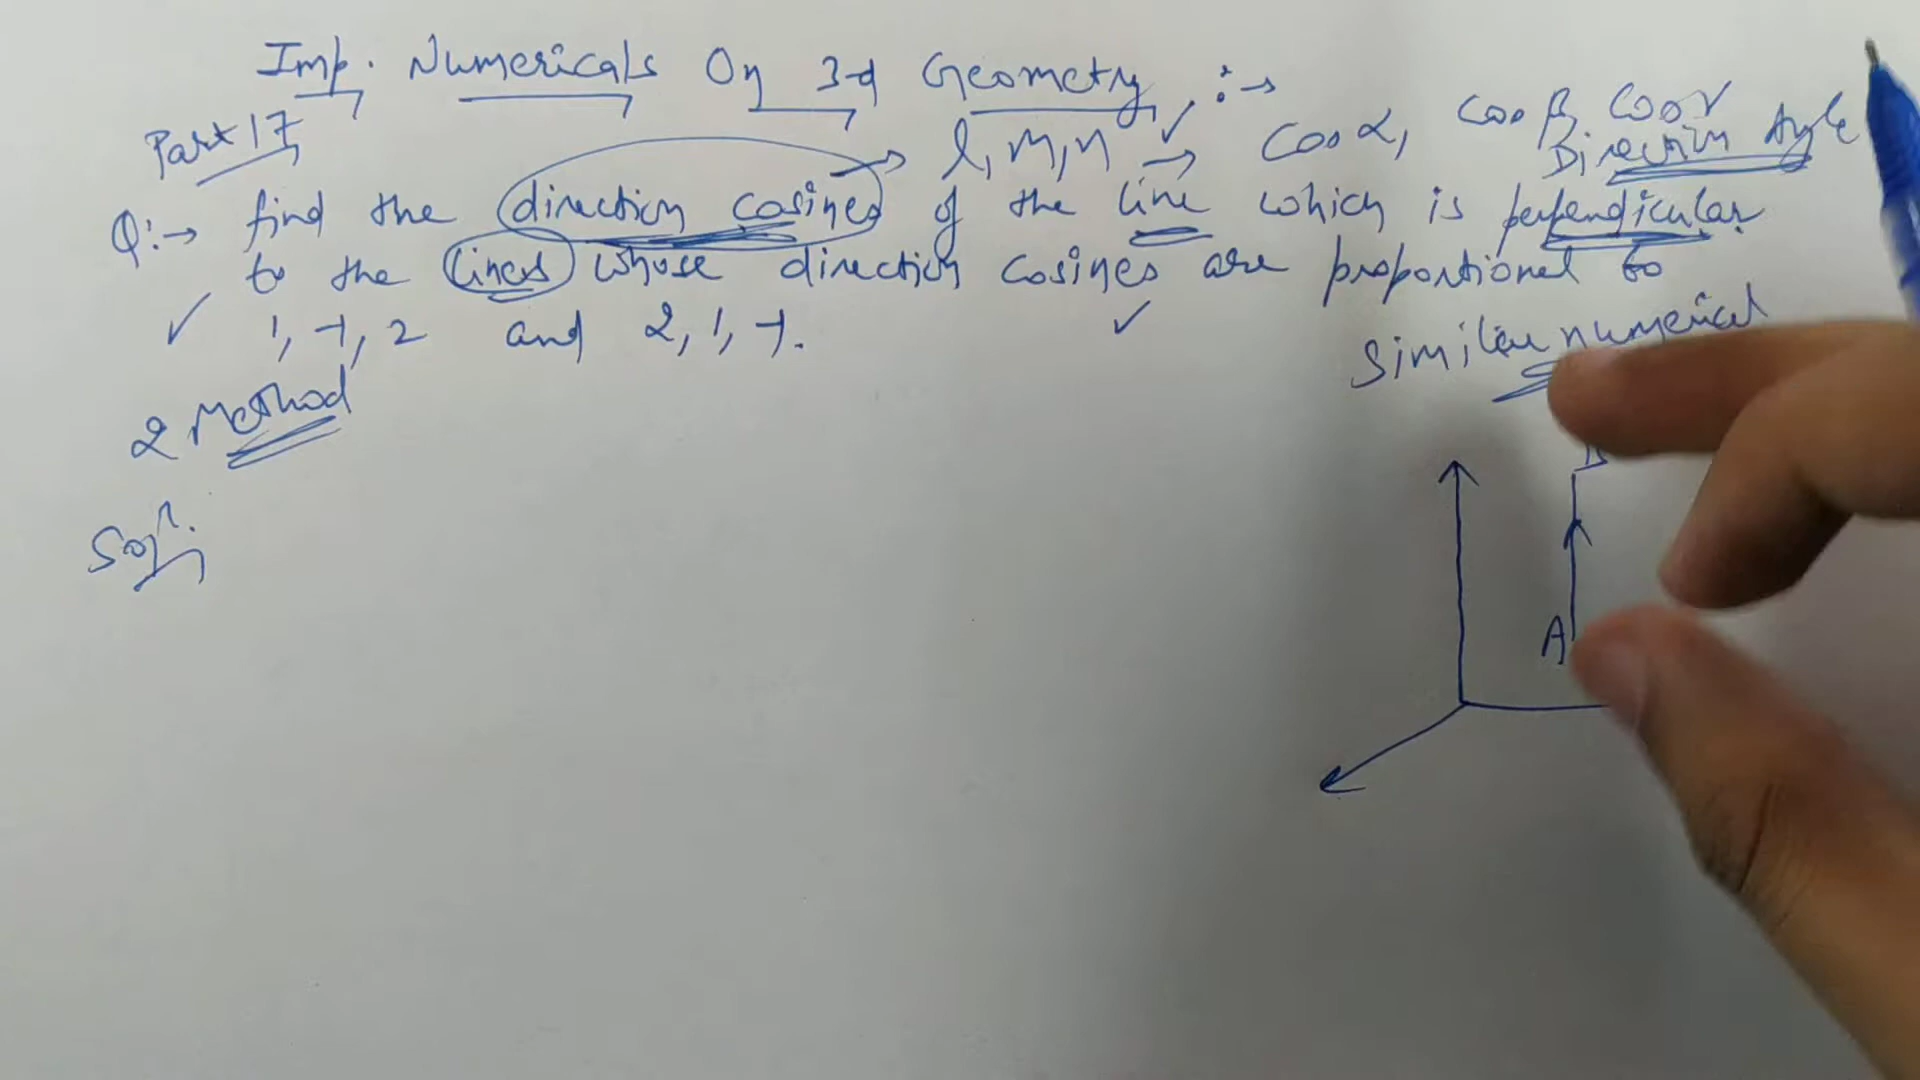 Imp. Numericals On 3-d Geometry :→
Part 17
l, m, n → Cos α, Cos β, Cos γ
Direction Angle
Q:→ find the direction cosines of the line which is perpendicular
to the lines whose direction cosines are proportional to
1, -1, 2 and 2, 1, -1.
Similar numerical
2 Method
Sol<sup>n</sup>.
B
A